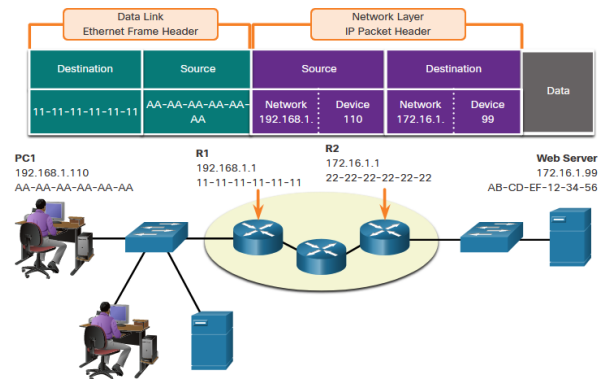 Data Link
Ethernet Frame Header
Network Layer
IP Packet Header
Destination
Source
Source
Destination
Data
11-11-11-11-11-11
AA-AA-AA-AA-AA-
AA
Network
192.168.1.
Device
110
Network
172.16.1.
Device
99
PC1
192.168.1.110
AA-AA-AA-AA-AA-AA
R1
192.168.1.1
11-11-11-11-11-11
R2
172.16.1.1
22-22-22-22-22-22
Web Server
172.16.1.99
AB-CD-EF-12-34-56